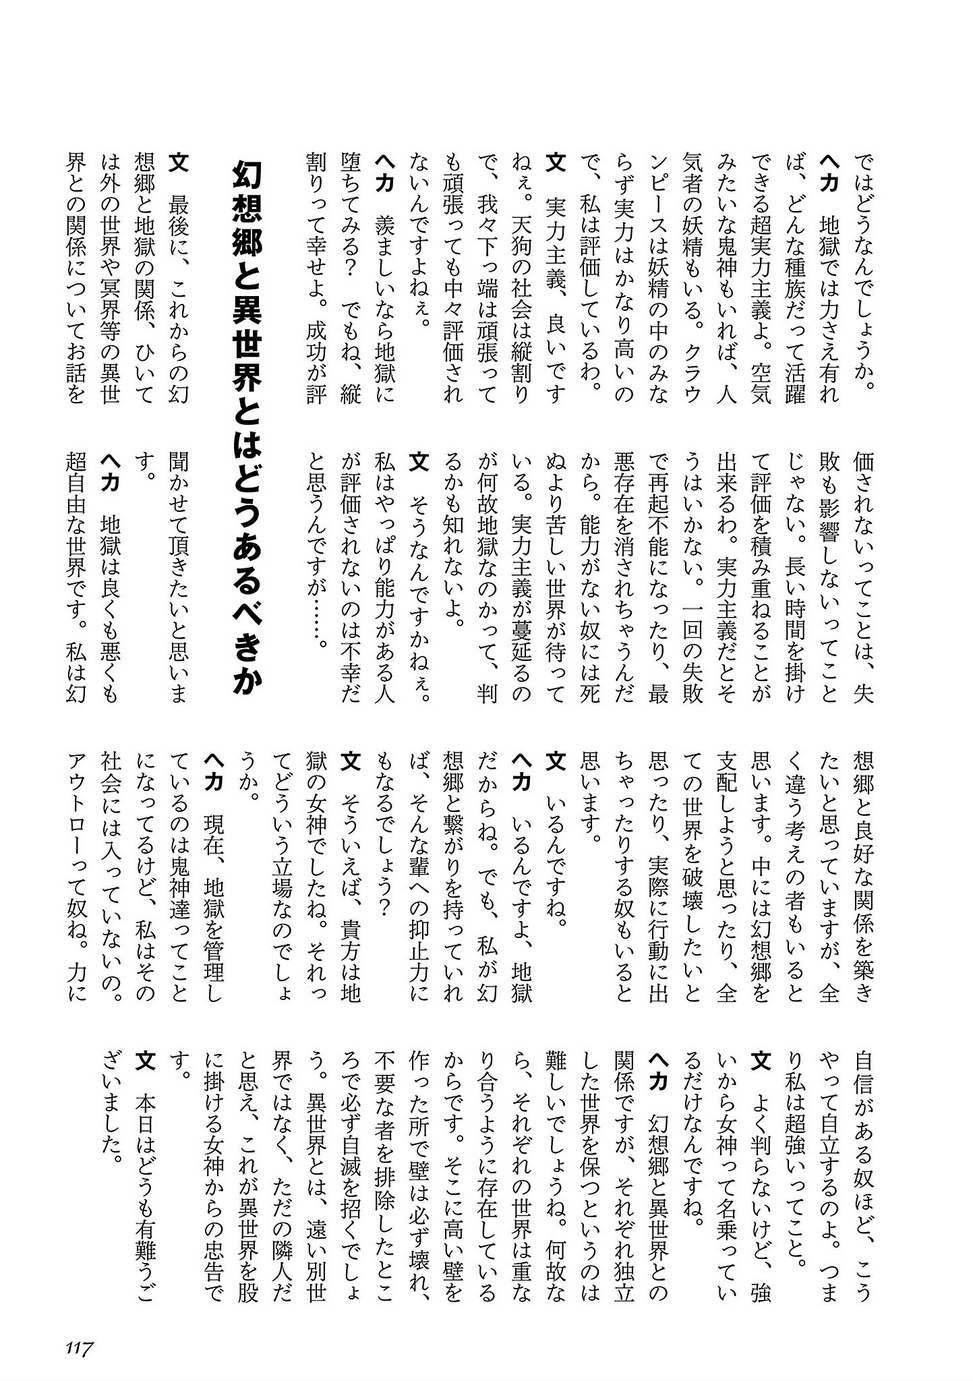 ではどうなんでしょうか。
ヘカ　地獄では力さえ有れ
ば、どんな種族だって活躍
できる超実力主義よ。空気
みたいな鬼神もいれば、人
気者の妖精もいる。クラウ
ンピースは妖精の中のみな
らず実力はかなり高いの
で、私は評価しているわ。
文　実力主義、良いです
ねぇ。天狗の社会は縦割り
で、我々下っ端は頑張って
も頑張っても中々評価され
ないんですよねぇ。
ヘカ　羨ましいなら地獄に
堕ちてみる？　でもね、縦
割りって幸せよ。成功が評
価されないってことは、失
敗も影響しないってこと
じゃない。長い時間を掛け
て評価を積み重ねることが
出来るわ。実力主義だとそ
うはいかない。一回の失敗
で再起不能になったり、最
悪存在を消されちゃうんだ
から。能力がない奴には死
ぬより苦しい世界が待って
いる。実力主義が蔓延るの
が何故地獄なのかって、判
るかも知れないよ。
文　そうなんですかねぇ。
私はやっぱり能力がある人
が評価されないのは不幸だ
と思うんですが……。
幻想郷と異世界とはどうあるべきか
文　最後に、これからの幻
想郷と地獄の関係、ひいて
は外の世界や冥界等の異世
界との関係についてお話を
聞かせて頂きたいと思いま
す。
ヘカ　地獄は良くも悪くも
超自由な世界です。私は幻
想郷と良好な関係を築き
たいと思っていますが、全
く違う考えの者もいると
思います。中には幻想郷を
支配しようと思ったり、全
ての世界を破壊したいと
思ったり、実際に行動に出
ちゃったりする奴もいると
思います。
文　いるんですね。
ヘカ　いるんですよ、地獄
だからね。でも、私が幻
想郷と繋がりを持っていれ
ば、そんな輩への抑止力に
もなるでしょう？
文　そういえば、貴方は地
獄の女神でしたね。それっ
てどういう立場なのでしょ
うか。
ヘカ　現在、地獄を管理し
ているのは鬼神達ってこと
になってるけど、私はその
社会には入っていないの。
アウトローって奴ね。力に
自信がある奴ほど、こう
やって自立するのよ。つま
り私は超強いってこと。
文　よく判らないけど、強
いから女神って名乗ってい
るだけなんですね。
ヘカ　幻想郷と異世界との
関係ですが、それぞれ独立
した世界を保つというのは
難しいでしょうね。何故な
ら、それぞれの世界は重な
り合うように存在している
からです。そこに高い壁を
作った所で壁は必ず壊れ、
不要な者を排除したとこ
ろで必ず自滅を招くでしょ
う。異世界とは、遠い別世
界ではなく、ただの隣人だ
と思え、これが異世界を股
に掛ける女神からの忠告で
す。
文　本日はどうも有難うご
ざいました。
117